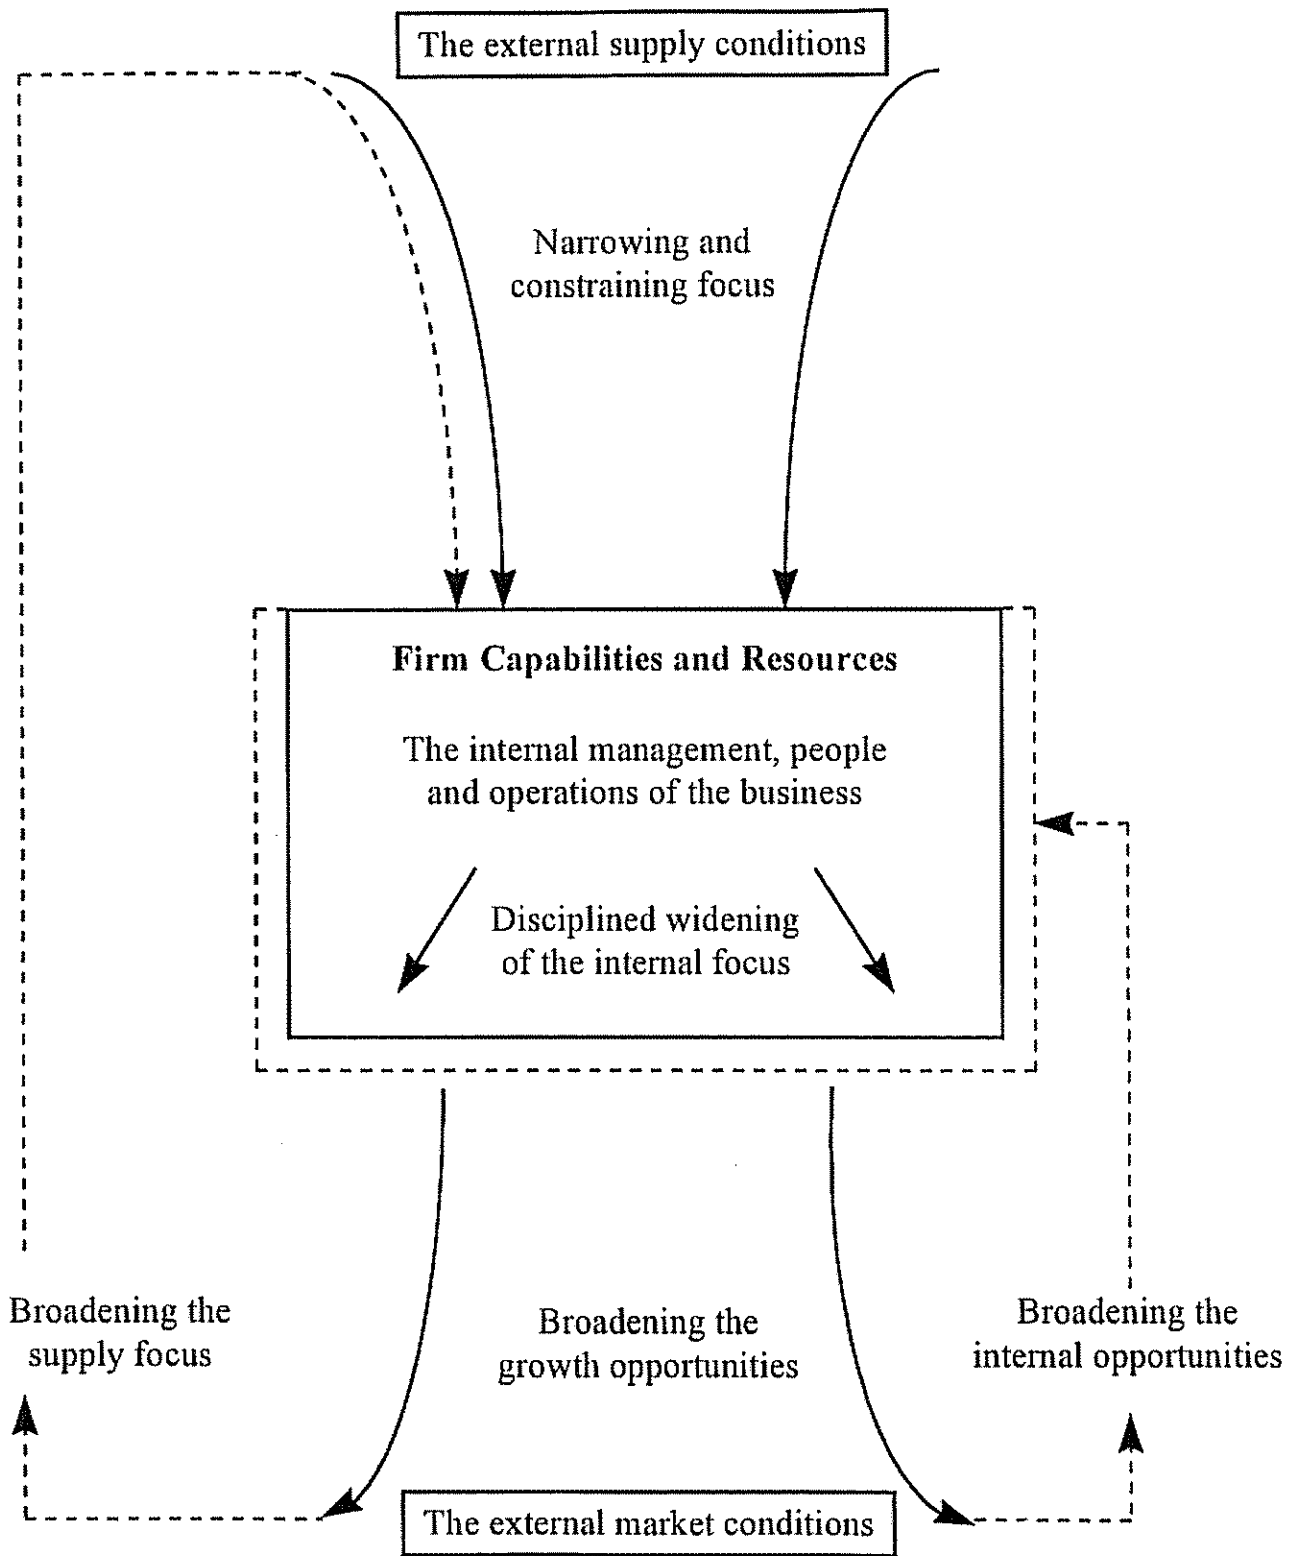 The external supply conditions
Narrowing and
constraining focus
Firm Capabilities and Resources
The internal management, people
and operations of the business
Disciplined widening
of the internal focus
Broadening the
supply focus
Broadening the
growth opportunities
Broadening the
internal opportunities
The external market conditions